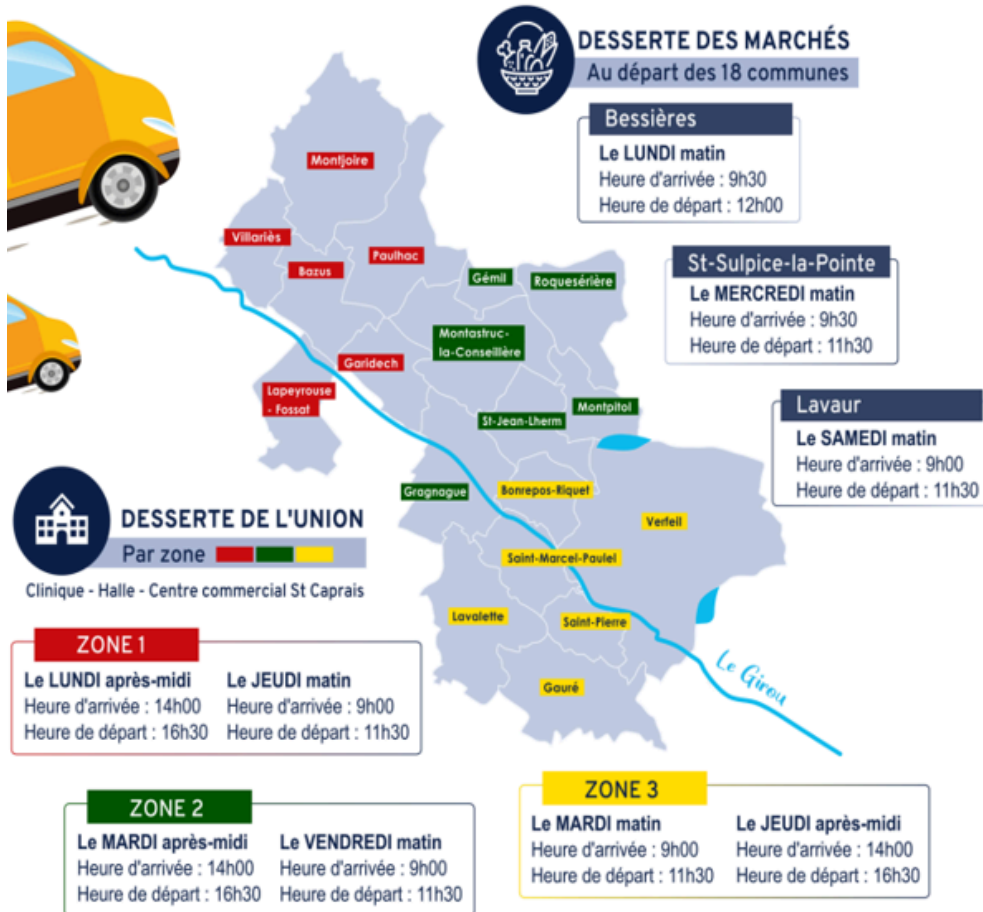 DESSERTE DES MARCHÉS
Au départ des 18 communes
Bessières
Le LUNDI matin
Heure d'arrivée : 9h30
Heure de départ : 12h00
St-Sulpice-la-Pointe
Le MERCREDI matin
Heure d'arrivée : 9h30
Heure de départ : 11h30
Lavaur
Le SAMEDI matin
Heure d'arrivée : 9h00
Heure de départ : 11h30
Montjoire
Villariès
Bazus
Paulhac
Gémil
Roquesérière
Montastruc-
la-Conseillère
Garidech
Lapeyrouse
- Fossat
St-Jean-Lherm
Montpitol
Gragnague
Bonrepos-Riquet
Verfeil
Saint-Marcel-Paulel
Lavalette
Saint-Pierre
Gauré
Le Girou
DESSERTE DE L'UNION
Par zone
Clinique - Halle - Centre commercial St Caprais
ZONE 1
Le LUNDI après-midi
Heure d'arrivée : 14h00
Heure de départ : 16h30
Le JEUDI matin
Heure d'arrivée : 9h00
Heure de départ : 11h30
ZONE 2
Le MARDI après-midi
Heure d'arrivée : 14h00
Heure de départ : 16h30
Le VENDREDI matin
Heure d'arrivée : 9h00
Heure de départ : 11h30
ZONE 3
Le MARDI matin
Heure d'arrivée : 9h00
Heure de départ : 11h30
Le JEUDI après-midi
Heure d'arrivée : 14h00
Heure de départ : 16h30